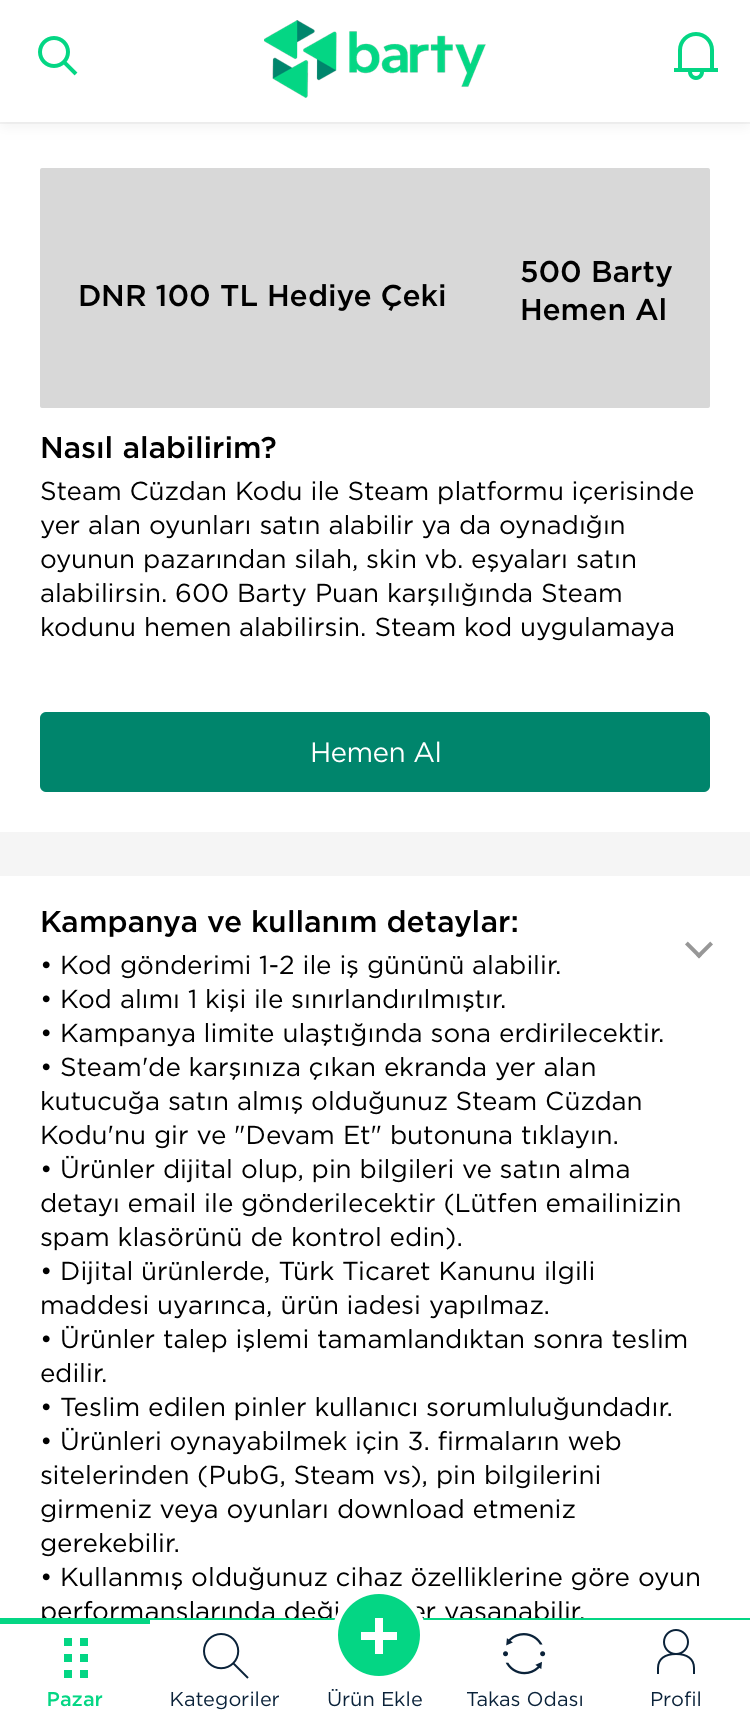 barty
DNR 100 TL Hediye Çeki
500 Barty
Hemen Al
Nasıl alabilirim?
Steam Cüzdan Kodu ile Steam platformu içerisinde
yer alan oyunları satın alabilir ya da oynadığın
oyunun pazarından silah, skin vb. eşyaları satın
alabilirsin. 600 Barty Puan karşılığında Steam
kodunu hemen alabilirsin. Steam kod uygulamaya
Hemen Al
Kampanya ve kullanım detaylar:
• Kod gönderimi 1-2 ile iş gününü alabilir.
• Kod alımı 1 kişi ile sınırlandırılmıştır.
• Kampanya limite ulaştığında sona erdirilecektir.
• Steam'de karşınıza çıkan ekranda yer alan
kutucuğa satın almış olduğunuz Steam Cüzdan
Kodu'nu gir ve "Devam Et" butonuna tıklayın.
• Ürünler dijital olup, pin bilgileri ve satın alma
detayı email ile gönderilecektir (Lütfen emailinizin
spam klasörünü de kontrol edin).
• Dijital ürünlerde, Türk Ticaret Kanunu ilgili
maddesi uyarınca, ürün iadesi yapılmaz.
• Ürünler talep işlemi tamamlandıktan sonra teslim
edilir.
• Teslim edilen pinler kullanıcı sorumluluğundadır.
• Ürünleri oynayabilmek için 3. firmaların web
sitelerinden (PubG, Steam vs), pin bilgilerini
girmeniz veya oyunları download etmeniz
gerekebilir.
• Kullanmış olduğunuz cihaz özelliklerine göre oyun
performanslarında yaşanabilir.
Pazar
Kategoriler
Ürün Ekle
Takas Odası
Profil